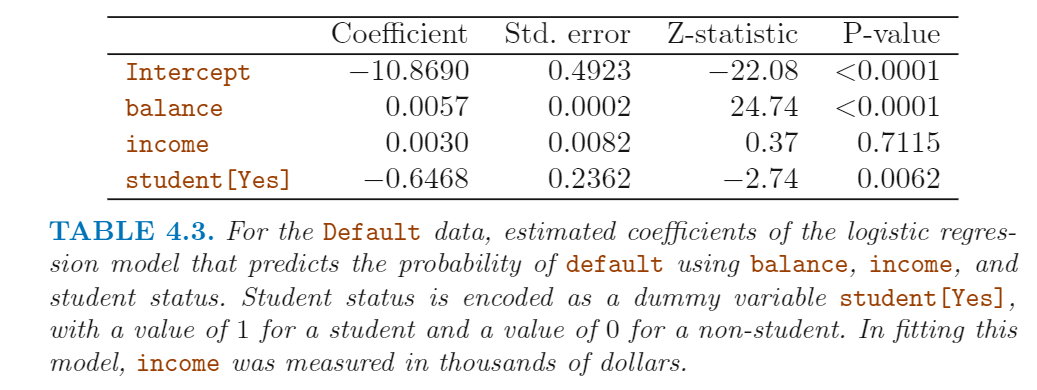 Coefficient Std. error Z-statistic P-value
Intercept −10.8690 0.4923 −22.08 <0.0001
balance 0.0057 0.0002 24.74 <0.0001
income 0.0030 0.0082 0.37 0.7115
student[Yes] −0.6468 0.2362 −2.74 0.0062
TABLE 4.3. For the Default data, estimated coefficients of the logistic regres-
sion model that predicts the probability of default using balance, income, and
student status. Student status is encoded as a dummy variable student[Yes],
with a value of 1 for a student and a value of 0 for a non-student. In fitting this
model, income was measured in thousands of dollars.